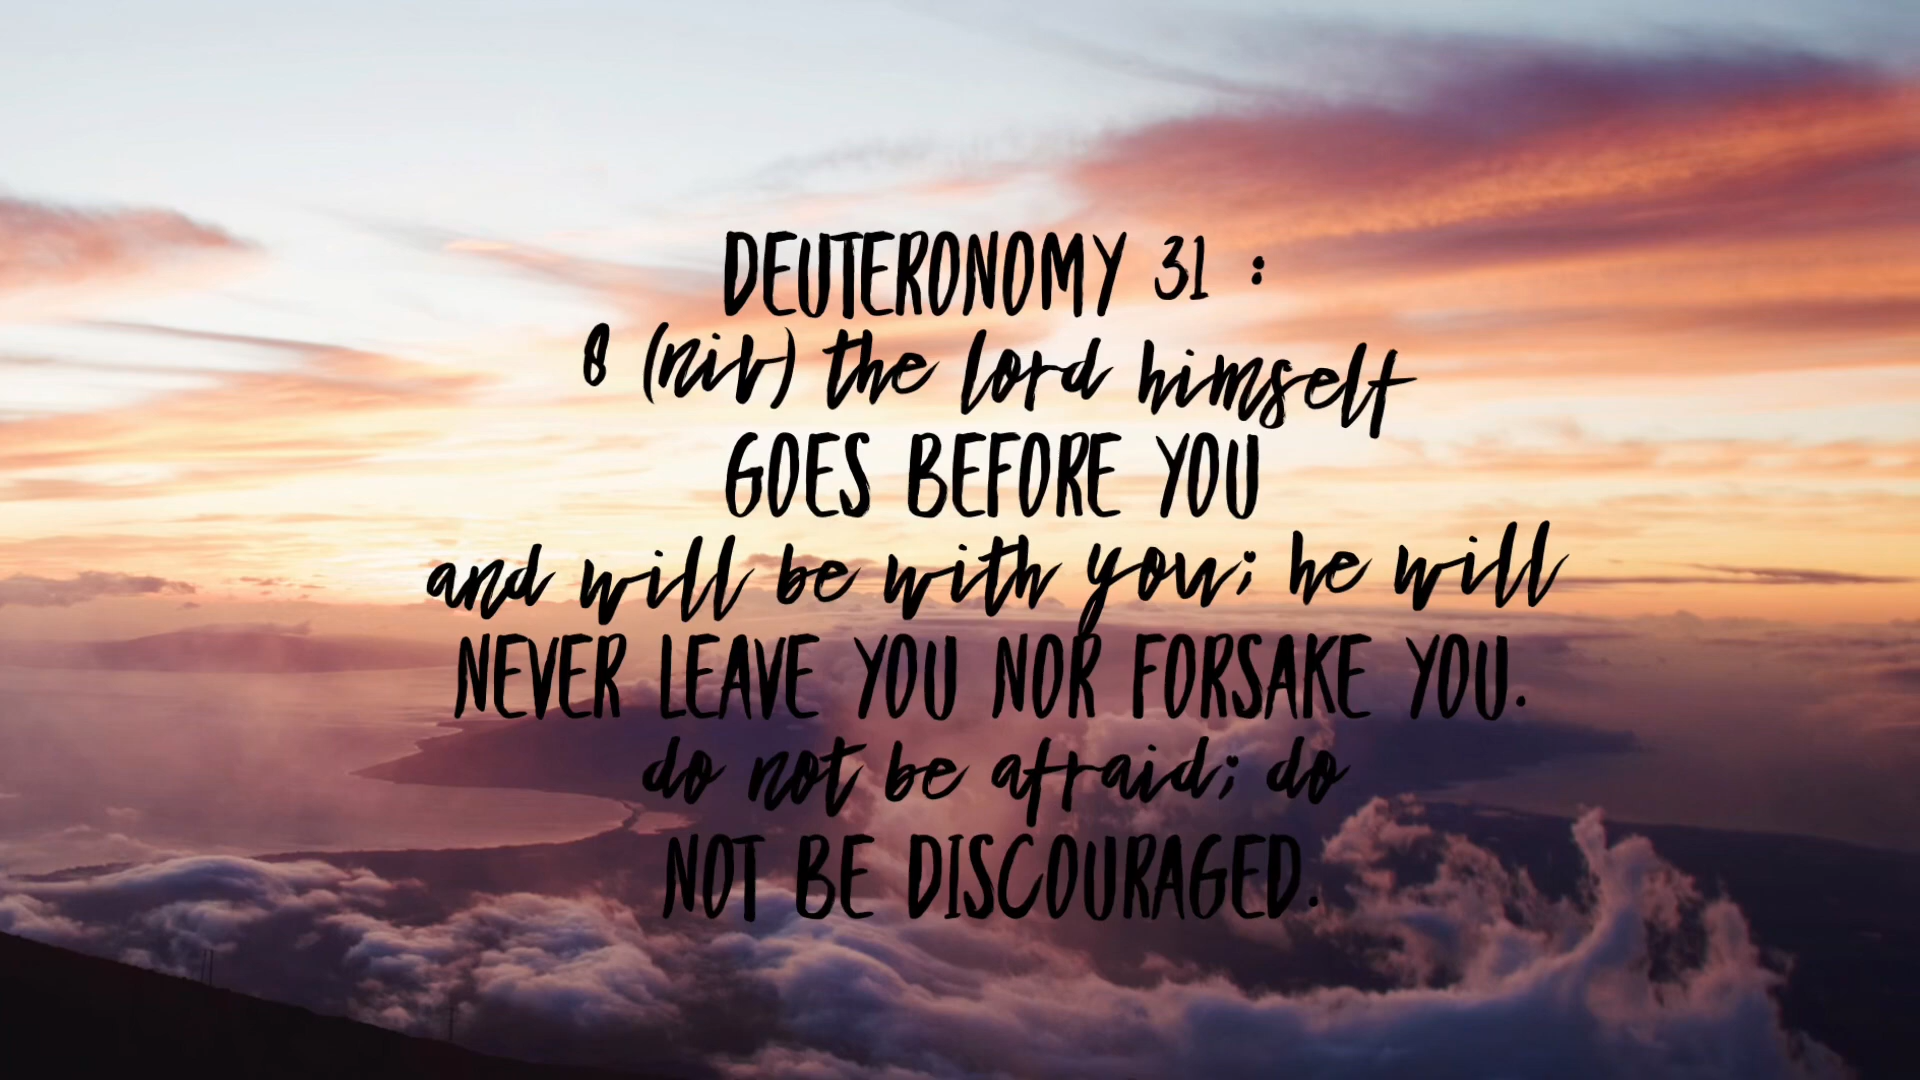 DEUTERONOMY 31 :
8 (niv) the lord himself
GOES BEFORE YOU
and will be with you; he will
NEVER LEAVE YOU NOR FORSAKE YOU.
do not be afraid; do
NOT BE DISCOURAGED.